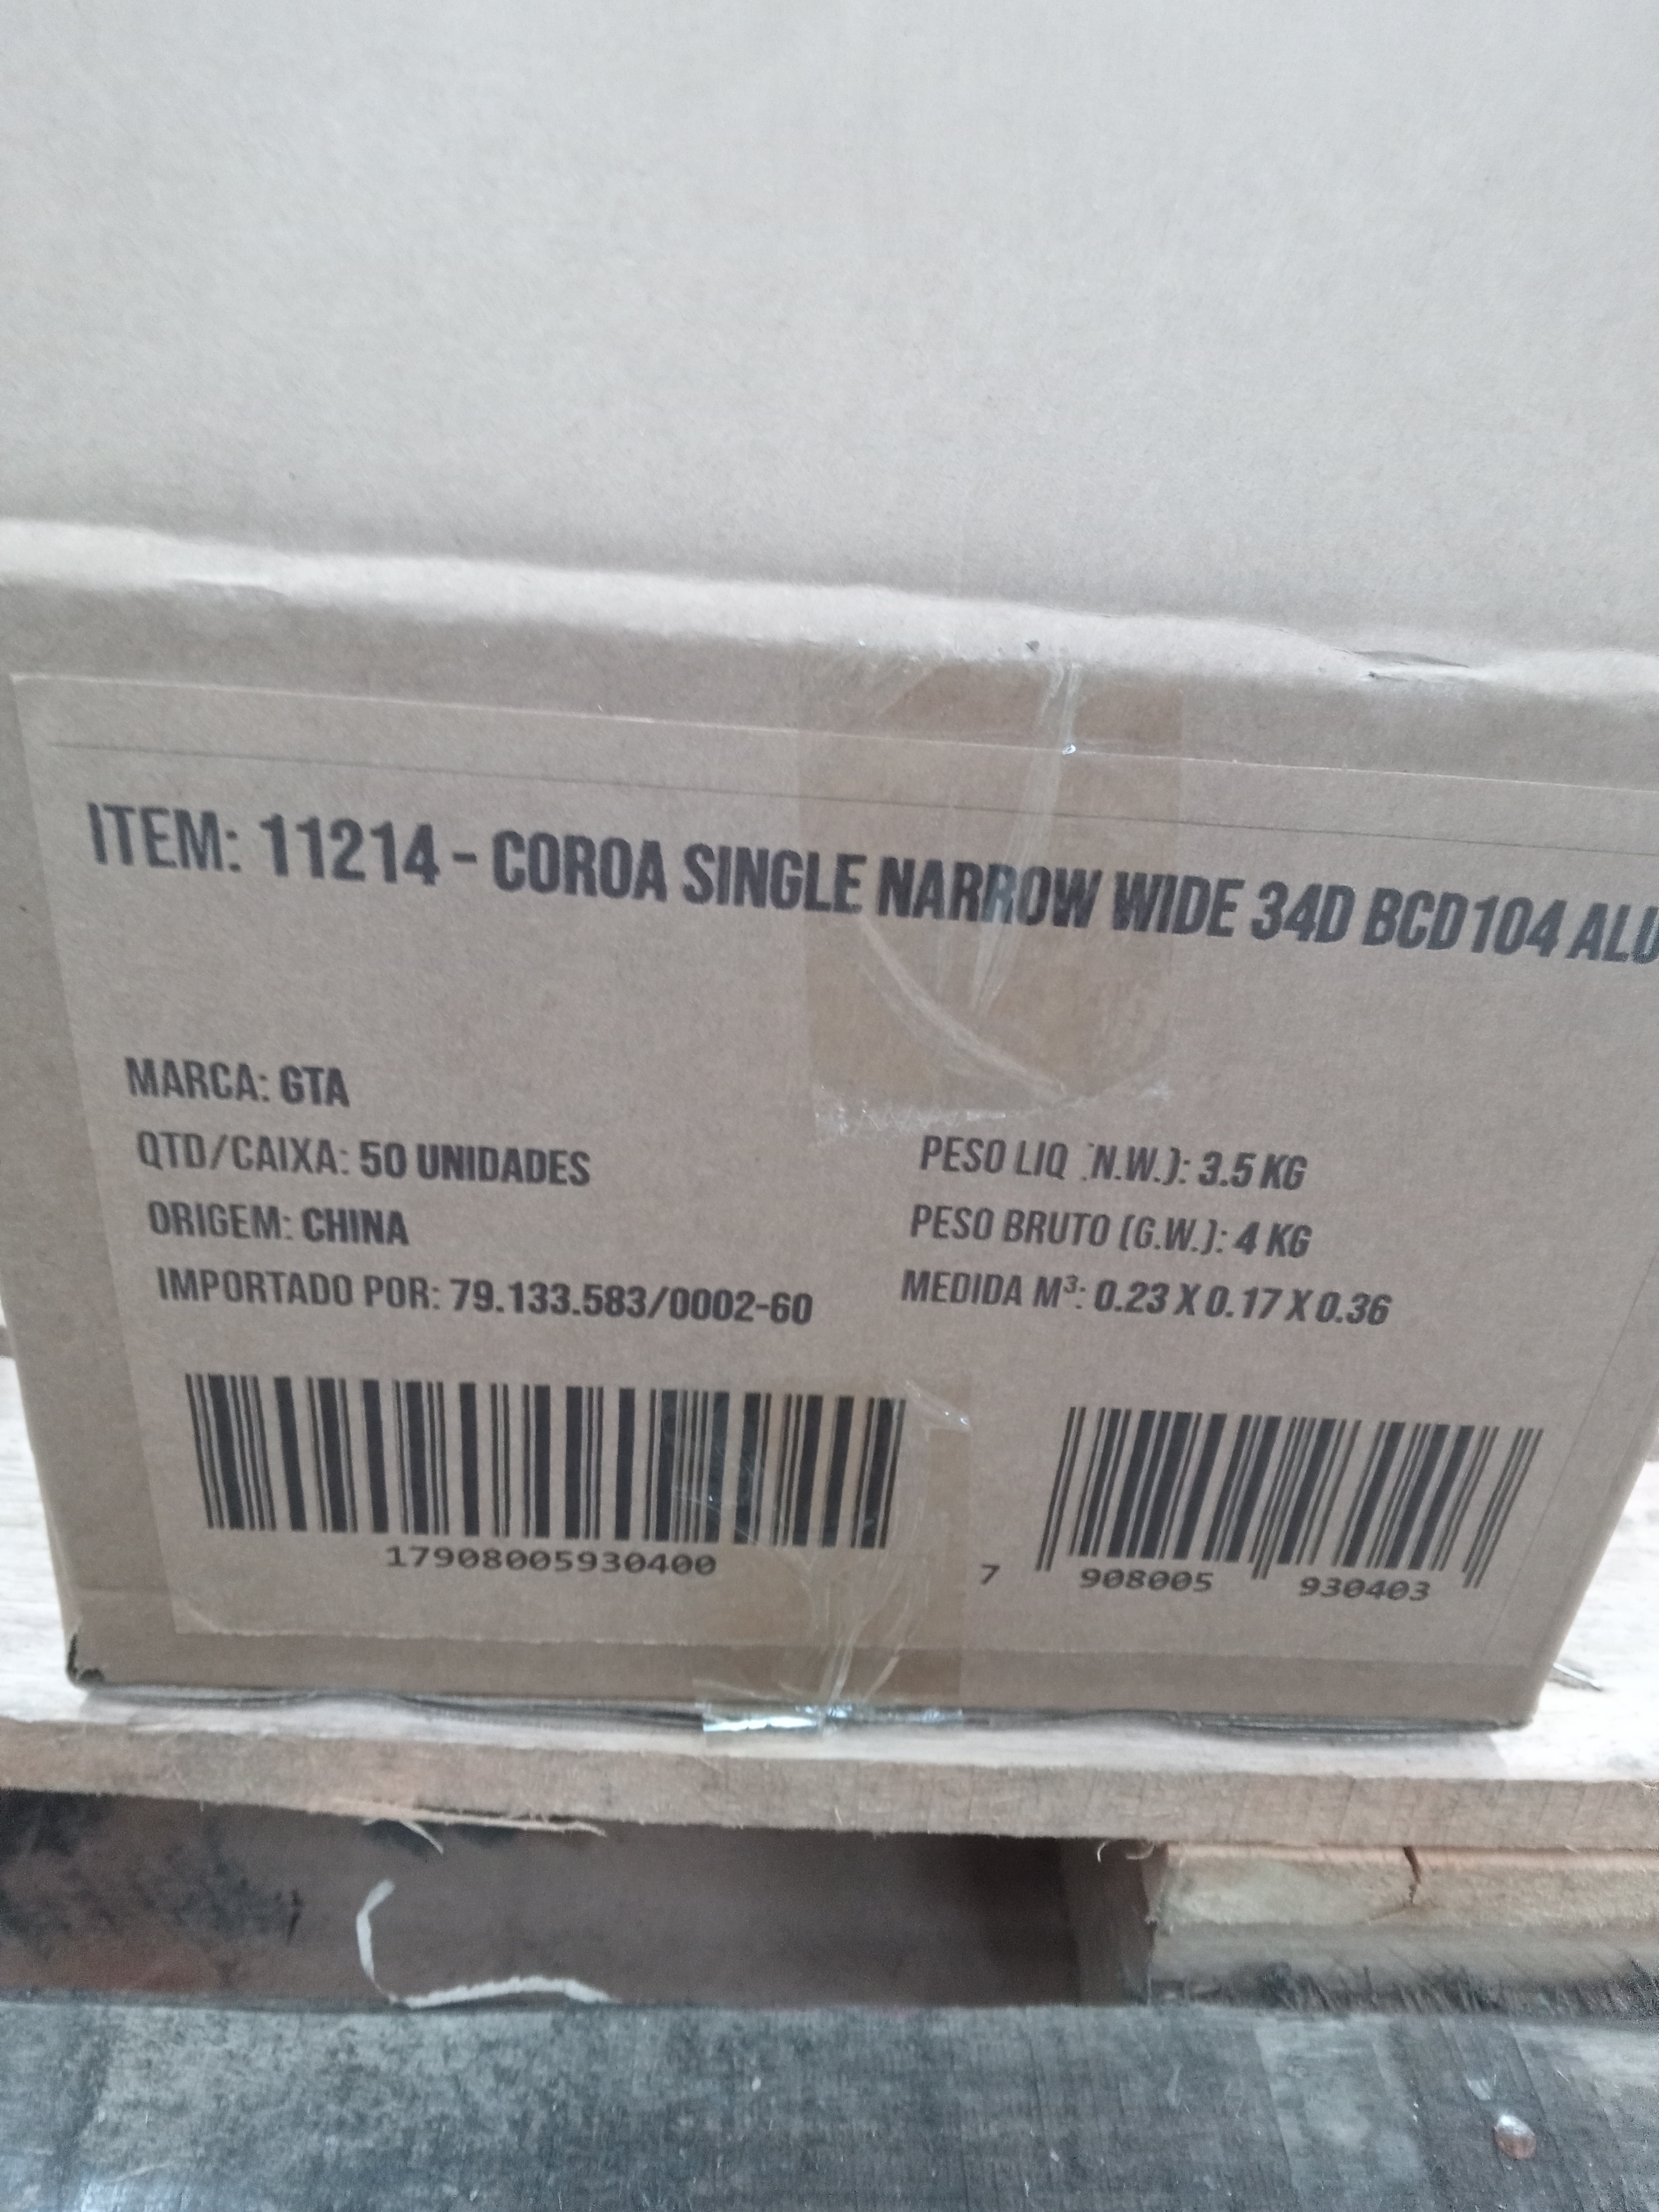 ITEM: 11214 - COROA SINGLE NARROW WIDE 34D BCD104 ALU
MARCA: GTA
QTD/CAIXA: 50 UNIDADES
PESO LIQ (N.W.): 3.5 KG
ORIGEM: CHINA
PESO BRUTO (G.W.): 4 KG
IMPORTADO POR: 79.133.583/0002-60
MEDIDA M³: 0.23 X 0.17 X 0.36
17908005930400
7 908005 930403